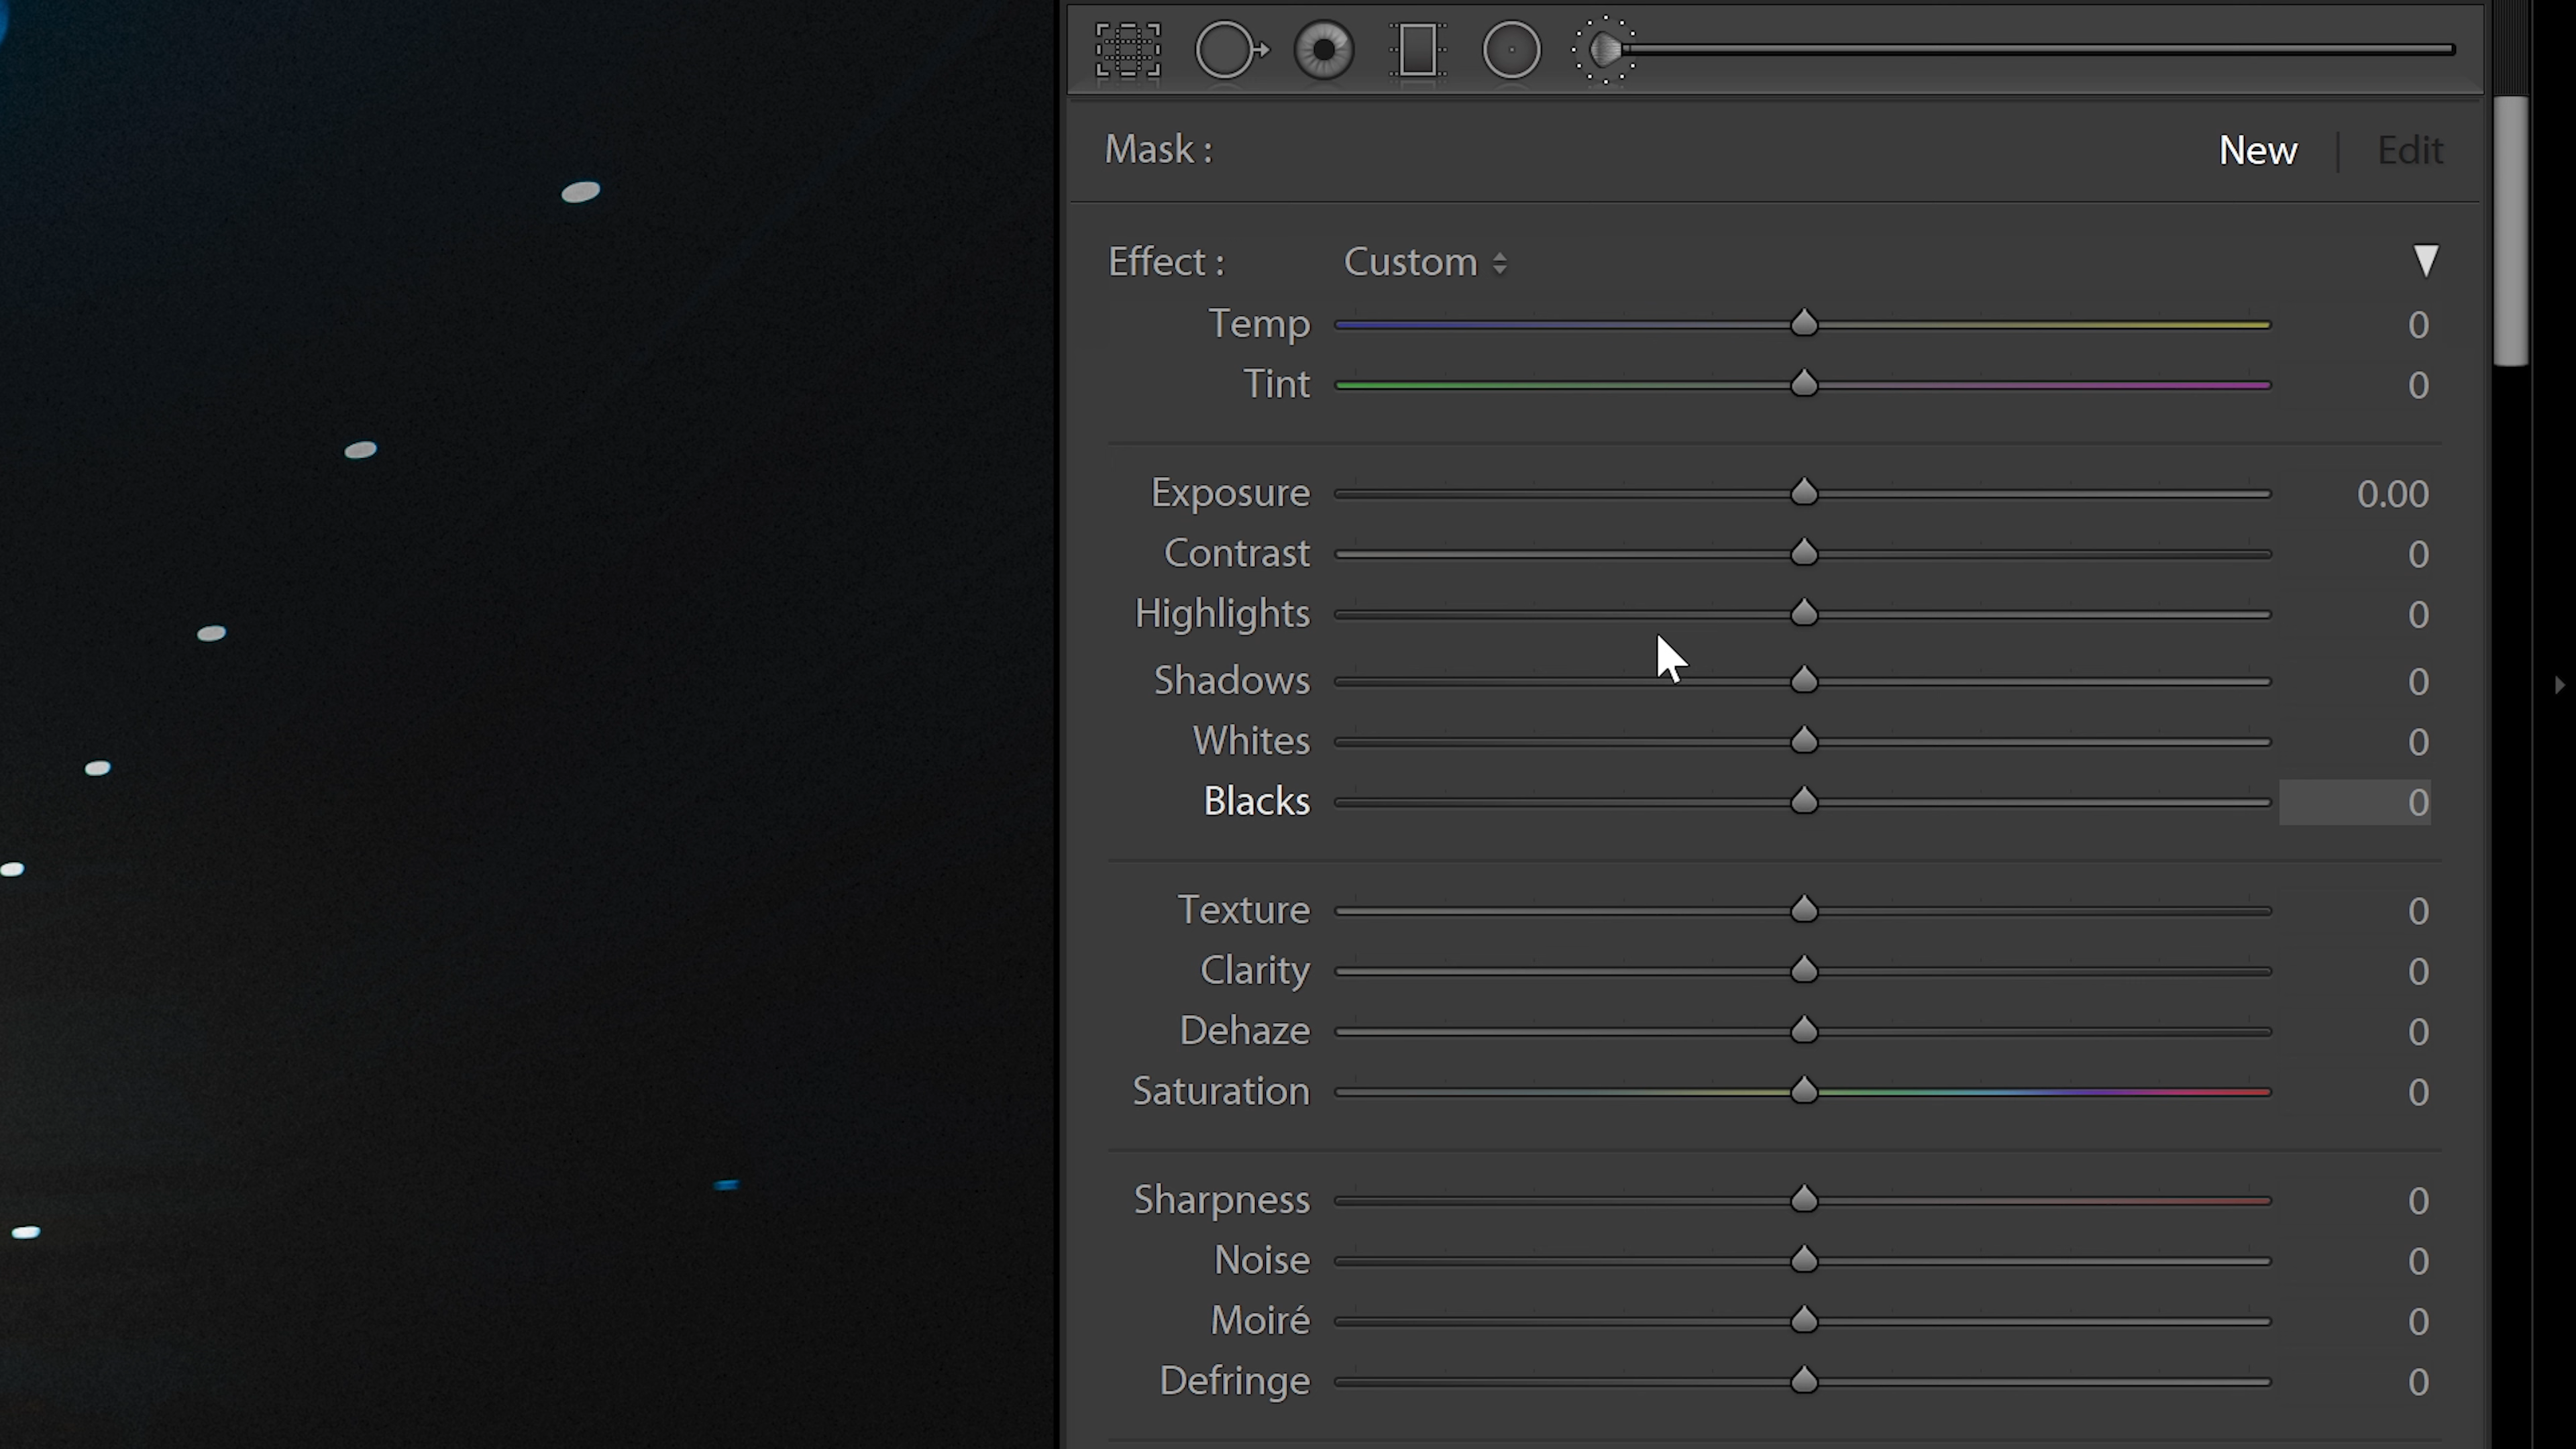 Mask : New | Edit
Effect : Custom
Temp 0
Tint 0
Exposure 0.00
Contrast 0
Highlights 0
Shadows 0
Whites 0
Blacks 0
Texture 0
Clarity 0
Dehaze 0
Saturation 0
Sharpness 0
Noise 0
Moiré 0
Defringe 0